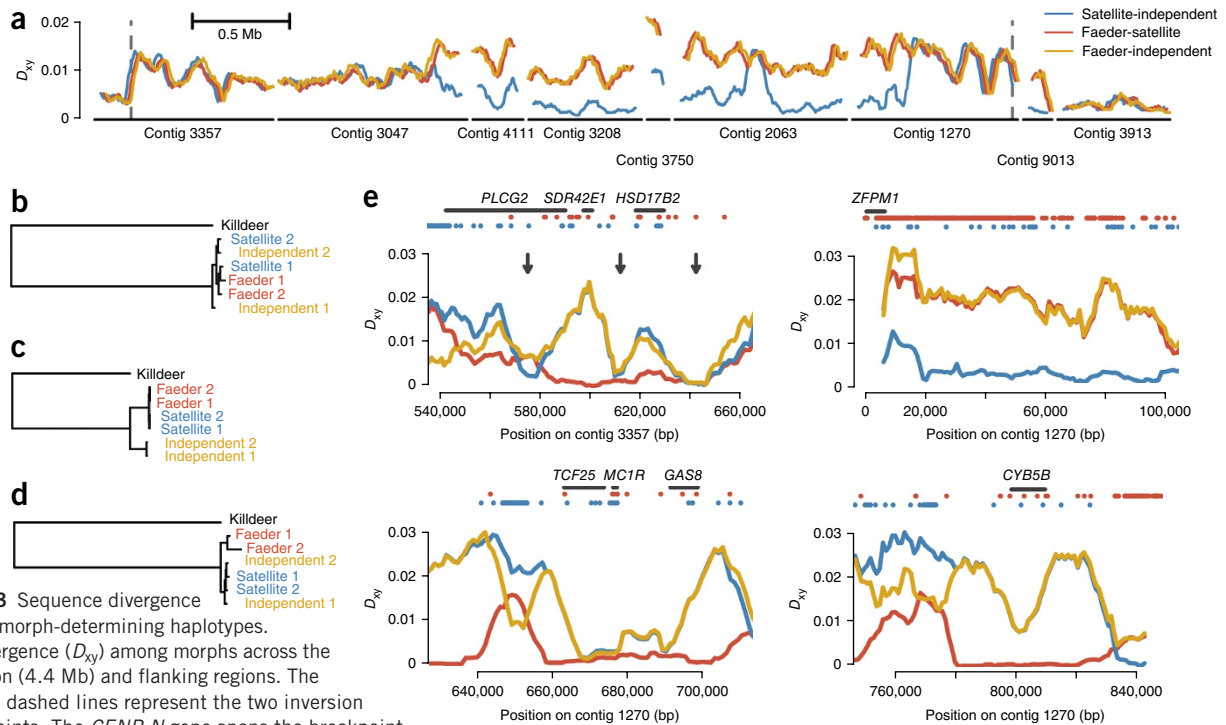 a
0.02
0.01
0
Dxy
0.5 Mb
Satellite-independent
Faeder-satellite
Faeder-independent
Contig 3357
Contig 3047
Contig 4111
Contig 3208
Contig 3750
Contig 2063
Contig 1270
Contig 9013
Contig 3913
b
Killdeer
Satellite 2
Independent 2
Satellite 1
Faeder 1
Faeder 2
Independent 1
c
Killdeer
Faeder 2
Faeder 1
Satellite 2
Satellite 1
Independent 2
Independent 1
d
Killdeer
Faeder 1
Faeder 2
Independent 2
Satellite 1
Satellite 2
Independent 1
3 Sequence divergence
morph-determining haplotypes.
ergence (Dxy) among morphs across the
on (4.4 Mb) and flanking regions. The
dashed lines represent the two inversion
e
PLCG2 SDR42E1 HSD17B2
0.03
0.02
0.01
0
Dxy
540,000 580,000 620,000 660,000
Position on contig 3357 (bp)
ZFPM1
0.03
0.02
0.01
0
Dxy
0 20,000 60,000 100,000
Position on contig 1270 (bp)
TCF25 MC1R GAS8
0.03
0.02
0.01
0
Dxy
640,000 660,000 700,000
Position on contig 1270 (bp)
CYB5B
0.03
0.02
0.01
0
Dxy
760,000 800,000 840,000
Position on contig 1270 (bp)